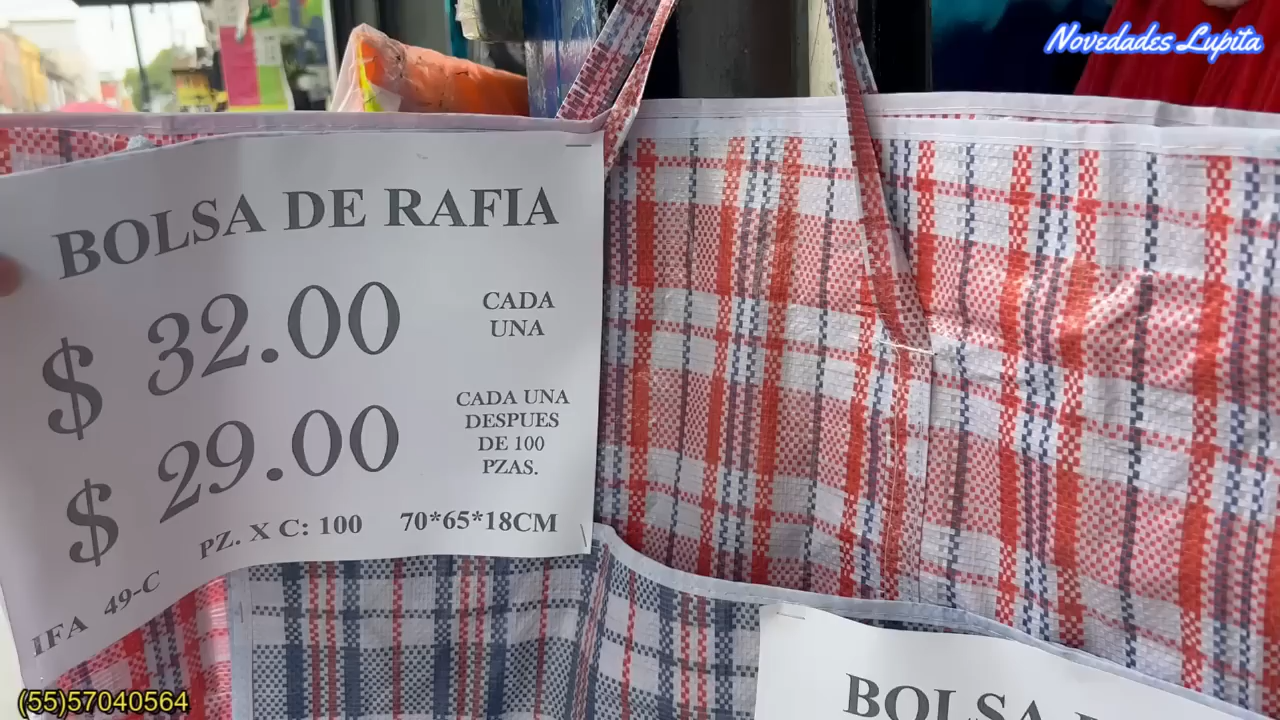 Novedades Lupita
BOLSA DE RAFIA
$ 32.00
CADA
UNA
$ 29.00
CADA UNA
DESPUES
DE 100
PZAS.
PZ. X C: 100
70*65*18CM
IFA 49-C
BOLSA
(55)57040564